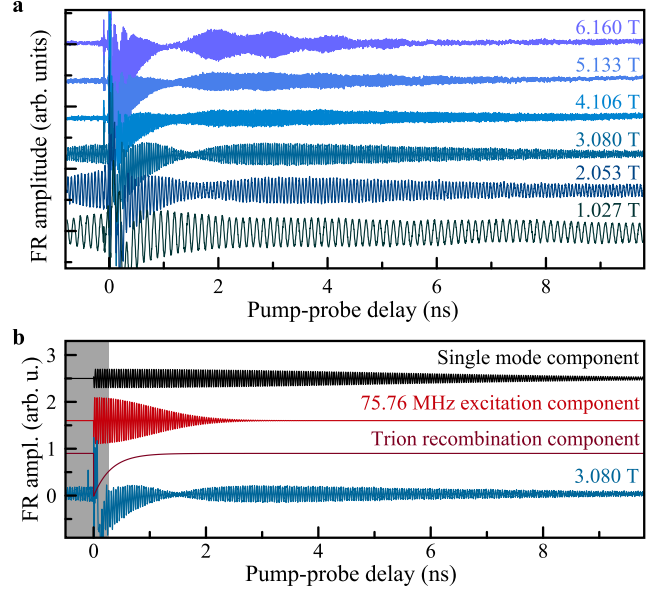 a
FR amplitude (arb. units)
6.160 T
5.133 T
4.106 T
3.080 T
2.053 T
1.027 T
0 2 4 6 8
Pump-probe delay (ns)
b
FR ampl. (arb. u.)
3
2
1
0
Single mode component
75.76 MHz excitation component
Trion recombination component
3.080 T
0 2 4 6 8
Pump-probe delay (ns)